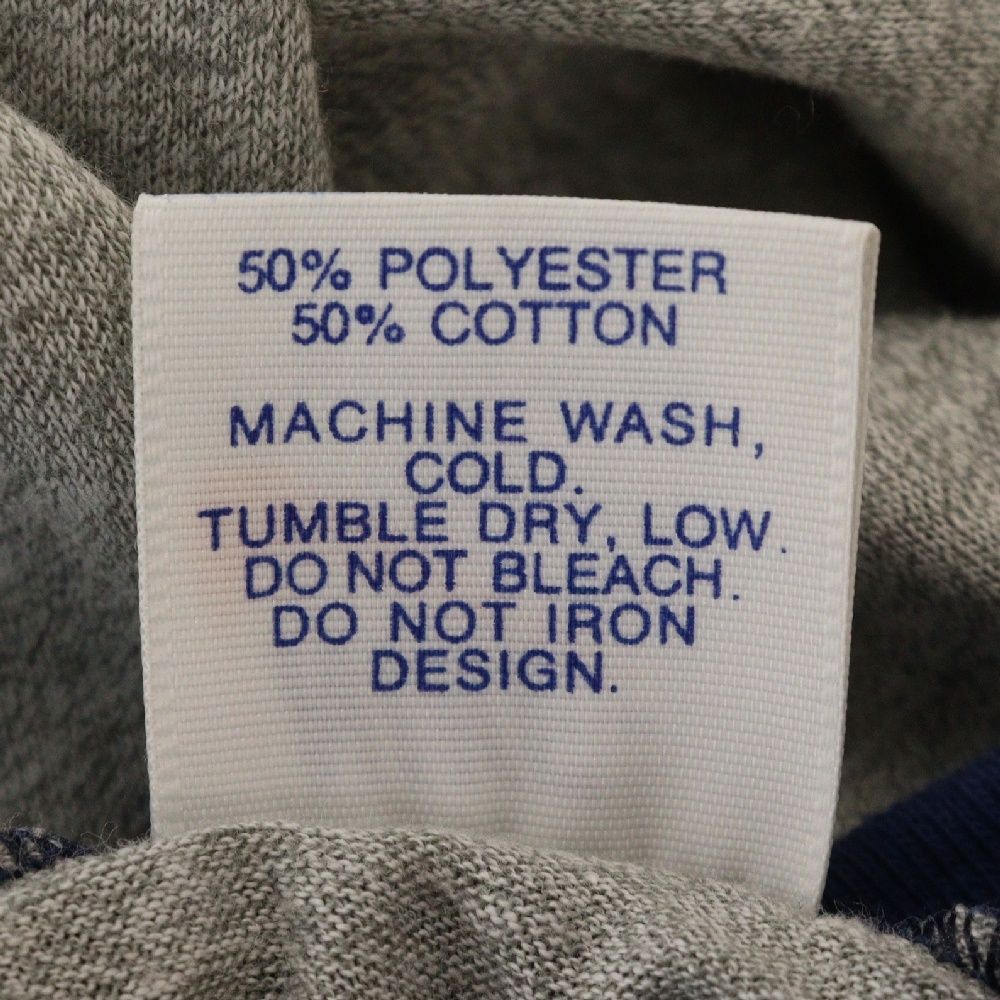 50% POLYESTER
50% COTTON
MACHINE WASH,
COLD.
TUMBLE DRY, LOW.
DO NOT BLEACH.
DO NOT IRON
DESIGN.